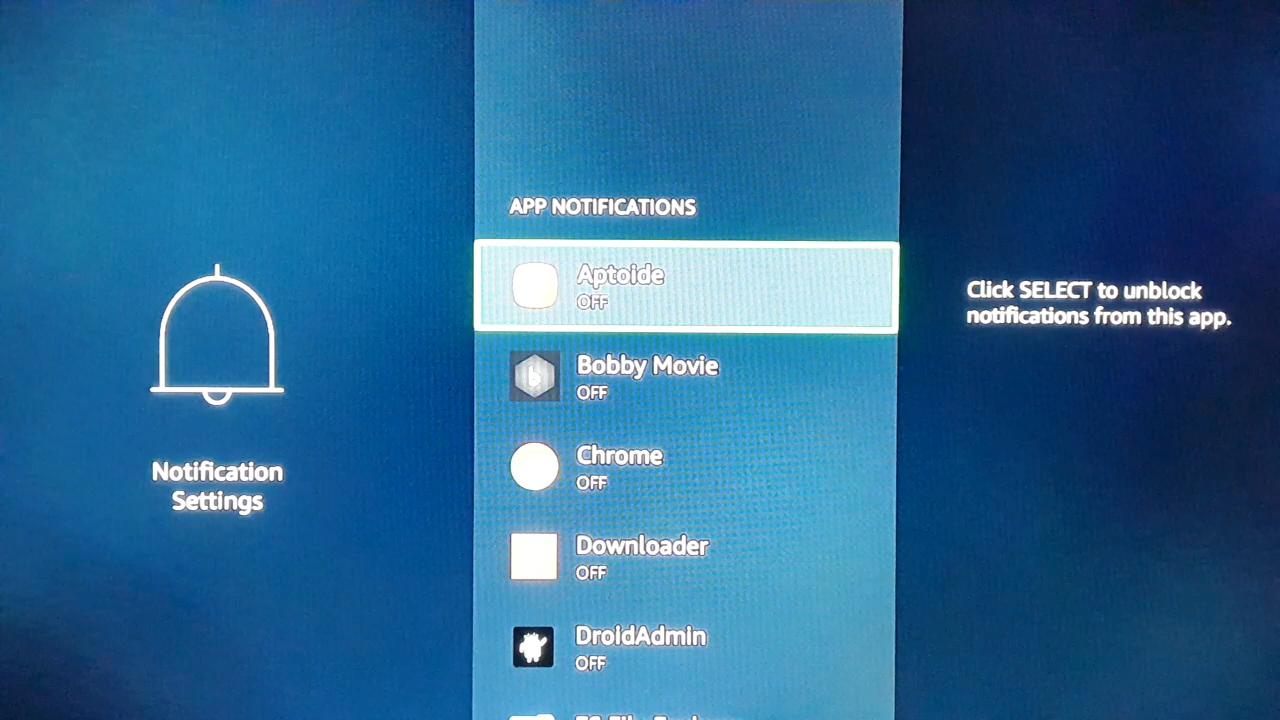 APP NOTIFICATIONS
Aptoide
OFF
Bobby Movie
OFF
Chrome
OFF
Downloader
OFF
DroidAdmin
OFF
Notification
Settings
Click SELECT to unblock
notifications from this app.